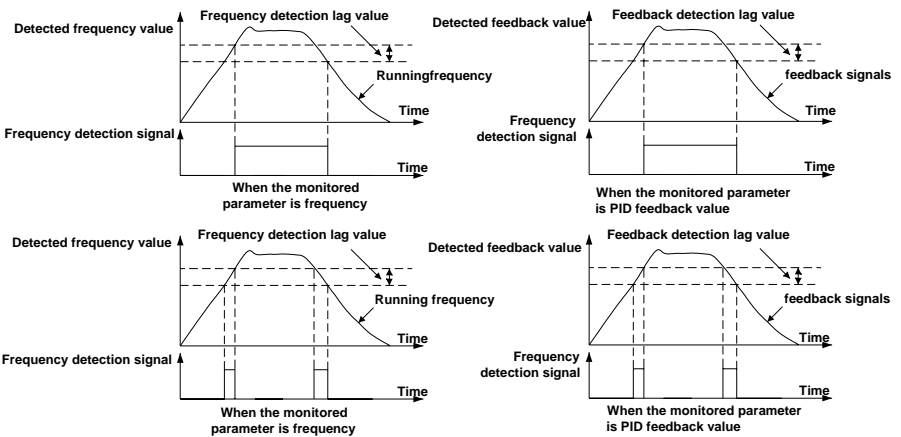 Frequency detection lag value
Detected frequency value
Runningfrequency
Time
Frequency detection signal
Time
When the monitored
parameter is frequency
Feedback detection lag value
Detected feedback value
feedback signals
Time
Frequency
detection signal
Time
When the monitored parameter
is PID feedback value
Frequency detection lag value
Detected frequency value
Running frequency
Time
Frequency detection signal
Time
When the monitored
parameter is frequency
Feedback detection lag value
Detected feedback value
feedback signals
Time
Frequency
detection signal
Time
When the monitored parameter
is PID feedback value